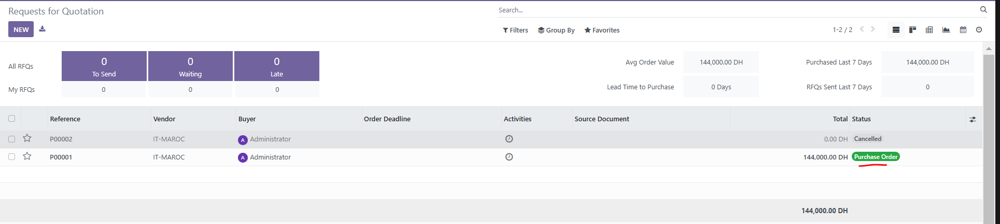 Requests for Quotation
Search...
NEW
Filters Group By Favorites 1-2 / 2
All RFQs
0 To Send
0 Waiting
0 Late
My RFQs 0 0 0
Avg Order Value 144,000.00 DH Purchased Last 7 Days 144,000.00 DH
Lead Time to Purchase 0 Days RFQs Sent Last 7 Days 0
Reference Vendor Buyer Order Deadline Activities Source Document Total Status
P00002 IT-MAROC A Administrator 0.00 DH Cancelled
P00001 IT-MAROC A Administrator 144,000.00 DH Purchase Order
144,000.00 DH